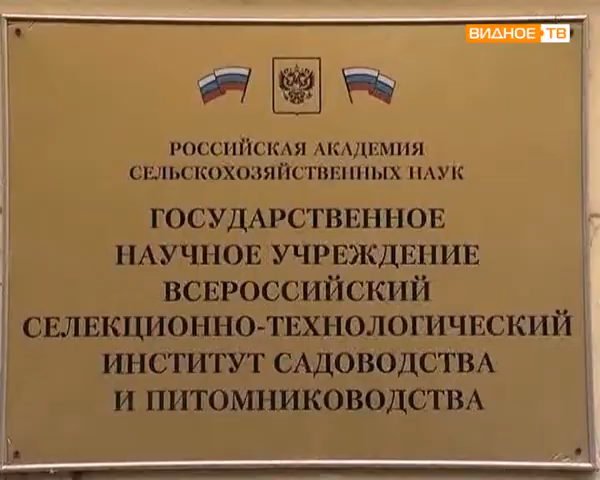 ВИДНОЕ ТВ
РОССИЙСКАЯ АКАДЕМИЯ
СЕЛЬСКОХОЗЯЙСТВЕННЫХ НАУК
ГОСУДАРСТВЕННОЕ
НАУЧНОЕ УЧРЕЖДЕНИЕ
ВСЕРОССИЙСКИЙ
СЕЛЕКЦИОННО-ТЕХНОЛОГИЧЕСКИЙ
ИНСТИТУТ САДОВОДСТВА
И ПИТОМНИКОВОДСТВА